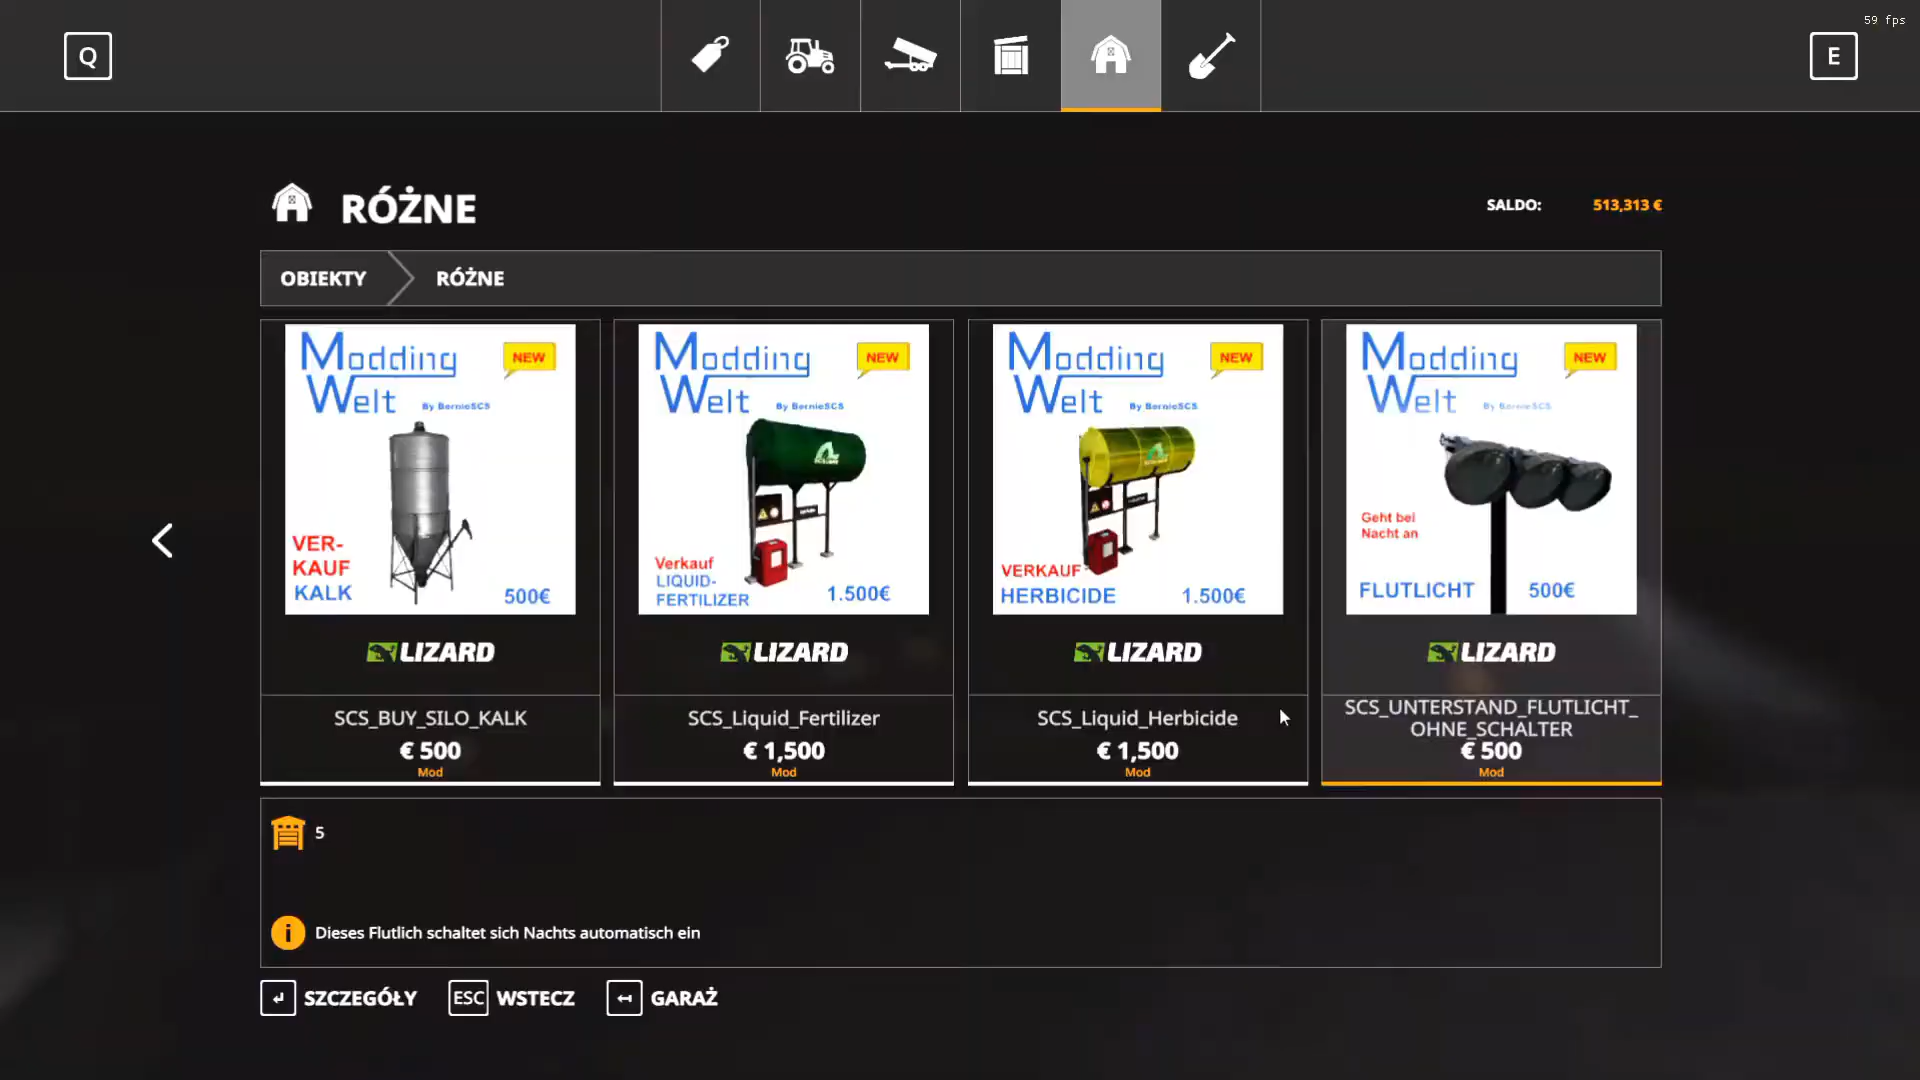 59 fps
Q
E
RÓŻNE
SALDO: 513,313 €
OBIEKTY
RÓŻNE
Modding
Welt
By BernieSCS
NEW
VER-
KAUF
KALK
500€
LIZARD
SCS_BUY_SILO_KALK
€ 500
Mod
Modding
Welt
By BernieSCS
NEW
Verkauf
LIQUID-
FERTILIZER
1.500€
LIZARD
SCS_Liquid_Fertilizer
€ 1,500
Mod
Modding
Welt
By BernieSCS
NEW
VERKAUF
HERBICIDE
1.500€
LIZARD
SCS_Liquid_Herbicide
€ 1,500
Mod
Modding
Welt
By BernieSCS
NEW
Geht bei
Nacht an
FLUTLICHT
500€
LIZARD
SCS_UNTERSTAND_FLUTLICHT_
OHNE_SCHALTER
€ 500
Mod
5
Dieses Flutlich schaltet sich Nachts automatisch ein
SZCZEGÓŁY
ESC WSTECZ
GARAŻ